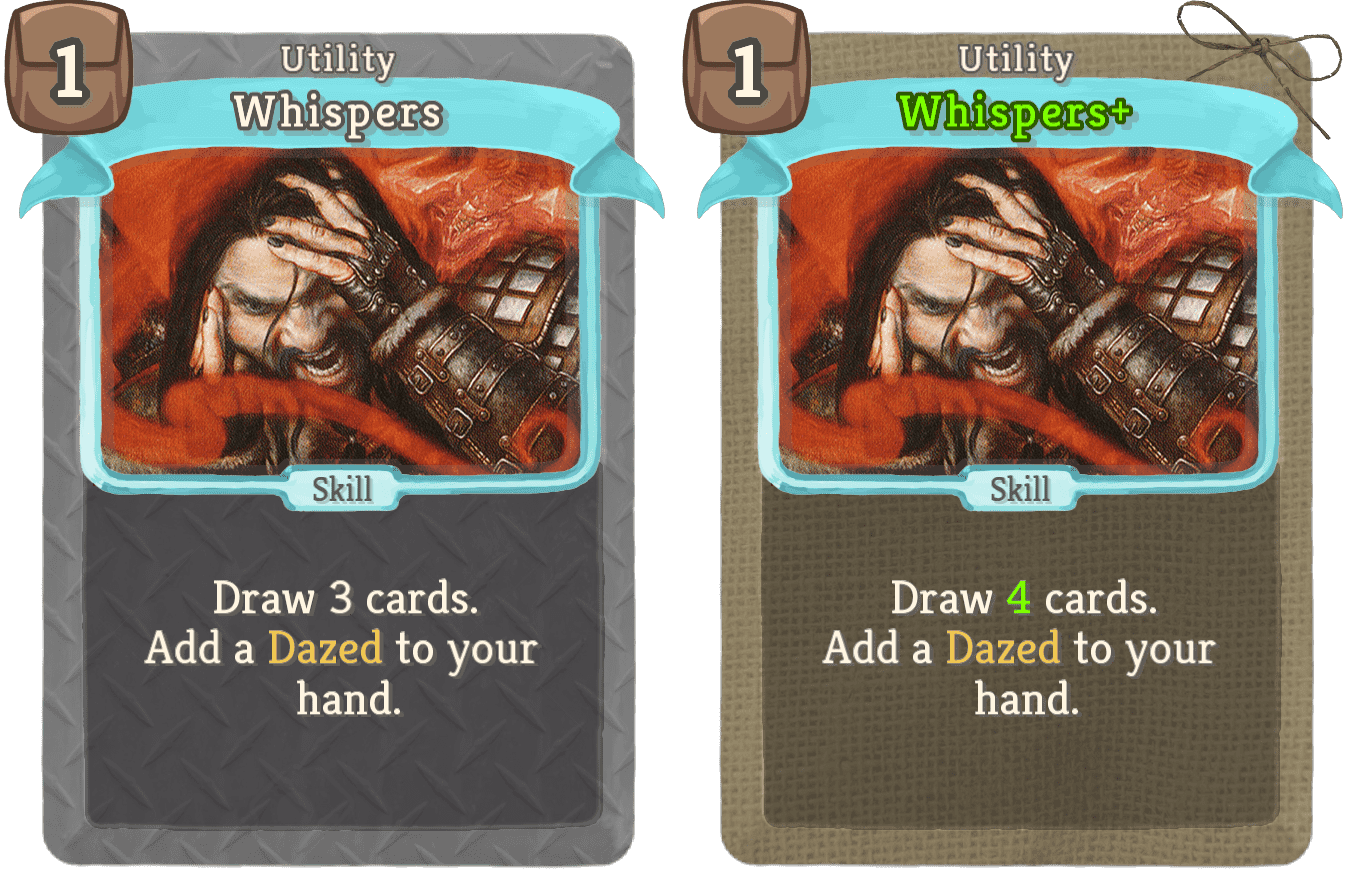 1
Utility
Whispers
Skill
Draw 3 cards.
Add a Dazed to your
hand.
1
Utility
Whispers+
Skill
Draw 4 cards.
Add a Dazed to your
hand.